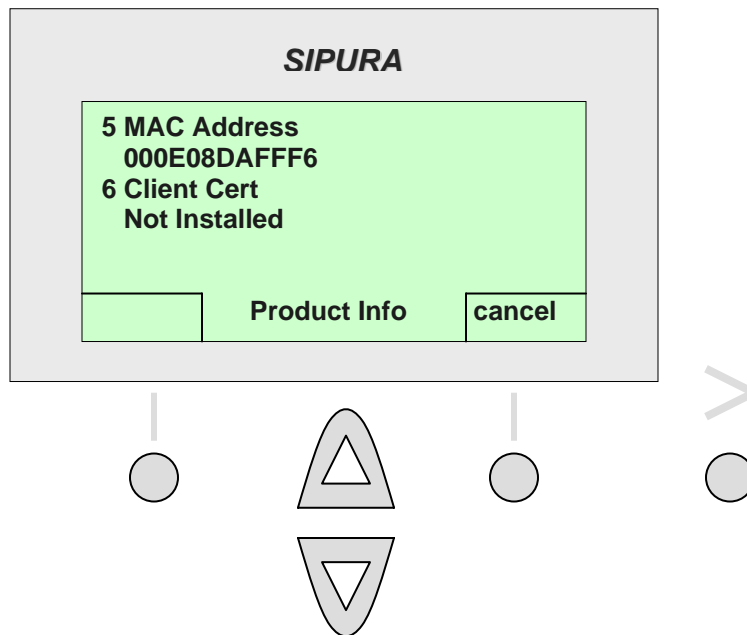 SIPURA
5 MAC Address
000E08DAFFF6
6 Client Cert
Not Installed
Product Info
cancel